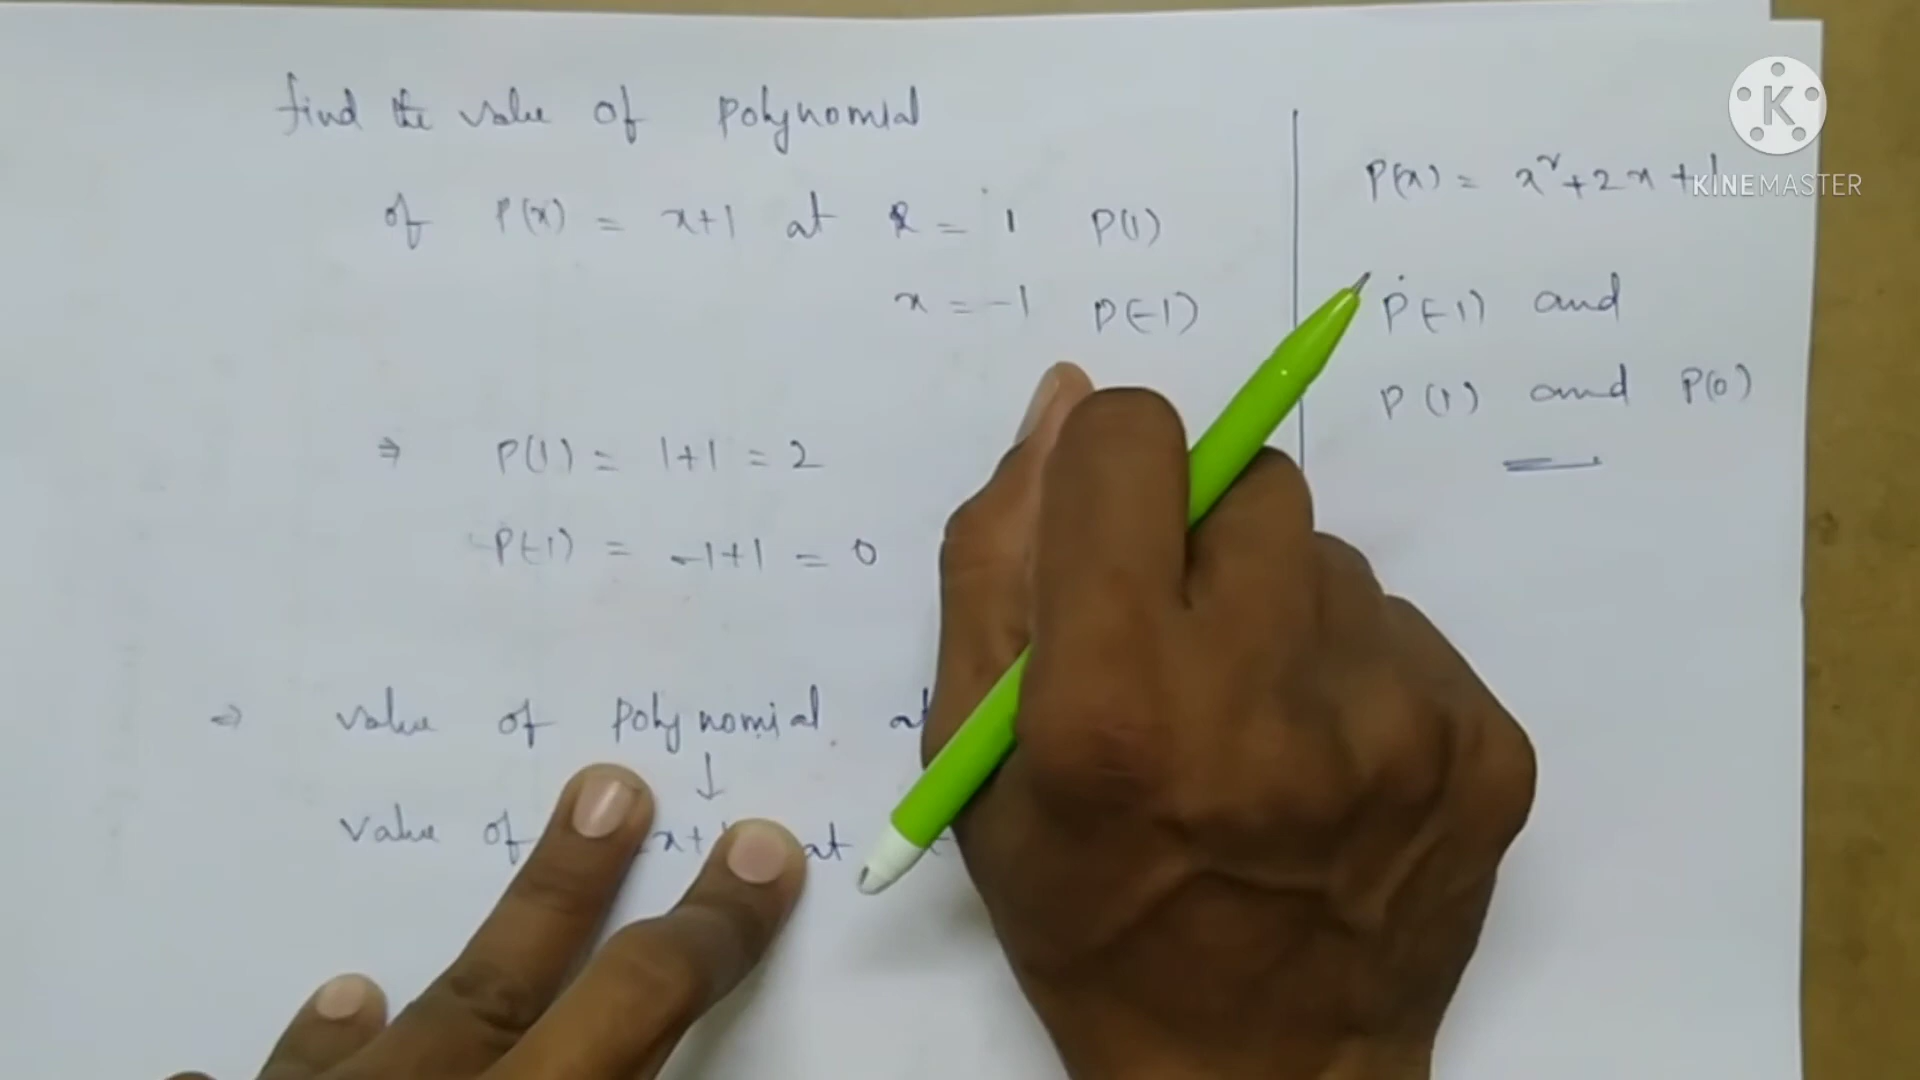 find the value of polynomial
of P(x) = x+1 at x = 1 P(1)
x = -1 P(-1)
⇒ P(1) = 1+1 = 2
P(-1) = -1+1 = 0
⇒ value of polynomial at
↓
value of x+ at
P(x) = x²+2x+1
P(-1) and
P(1) and P(0)
K
KINEMASTER